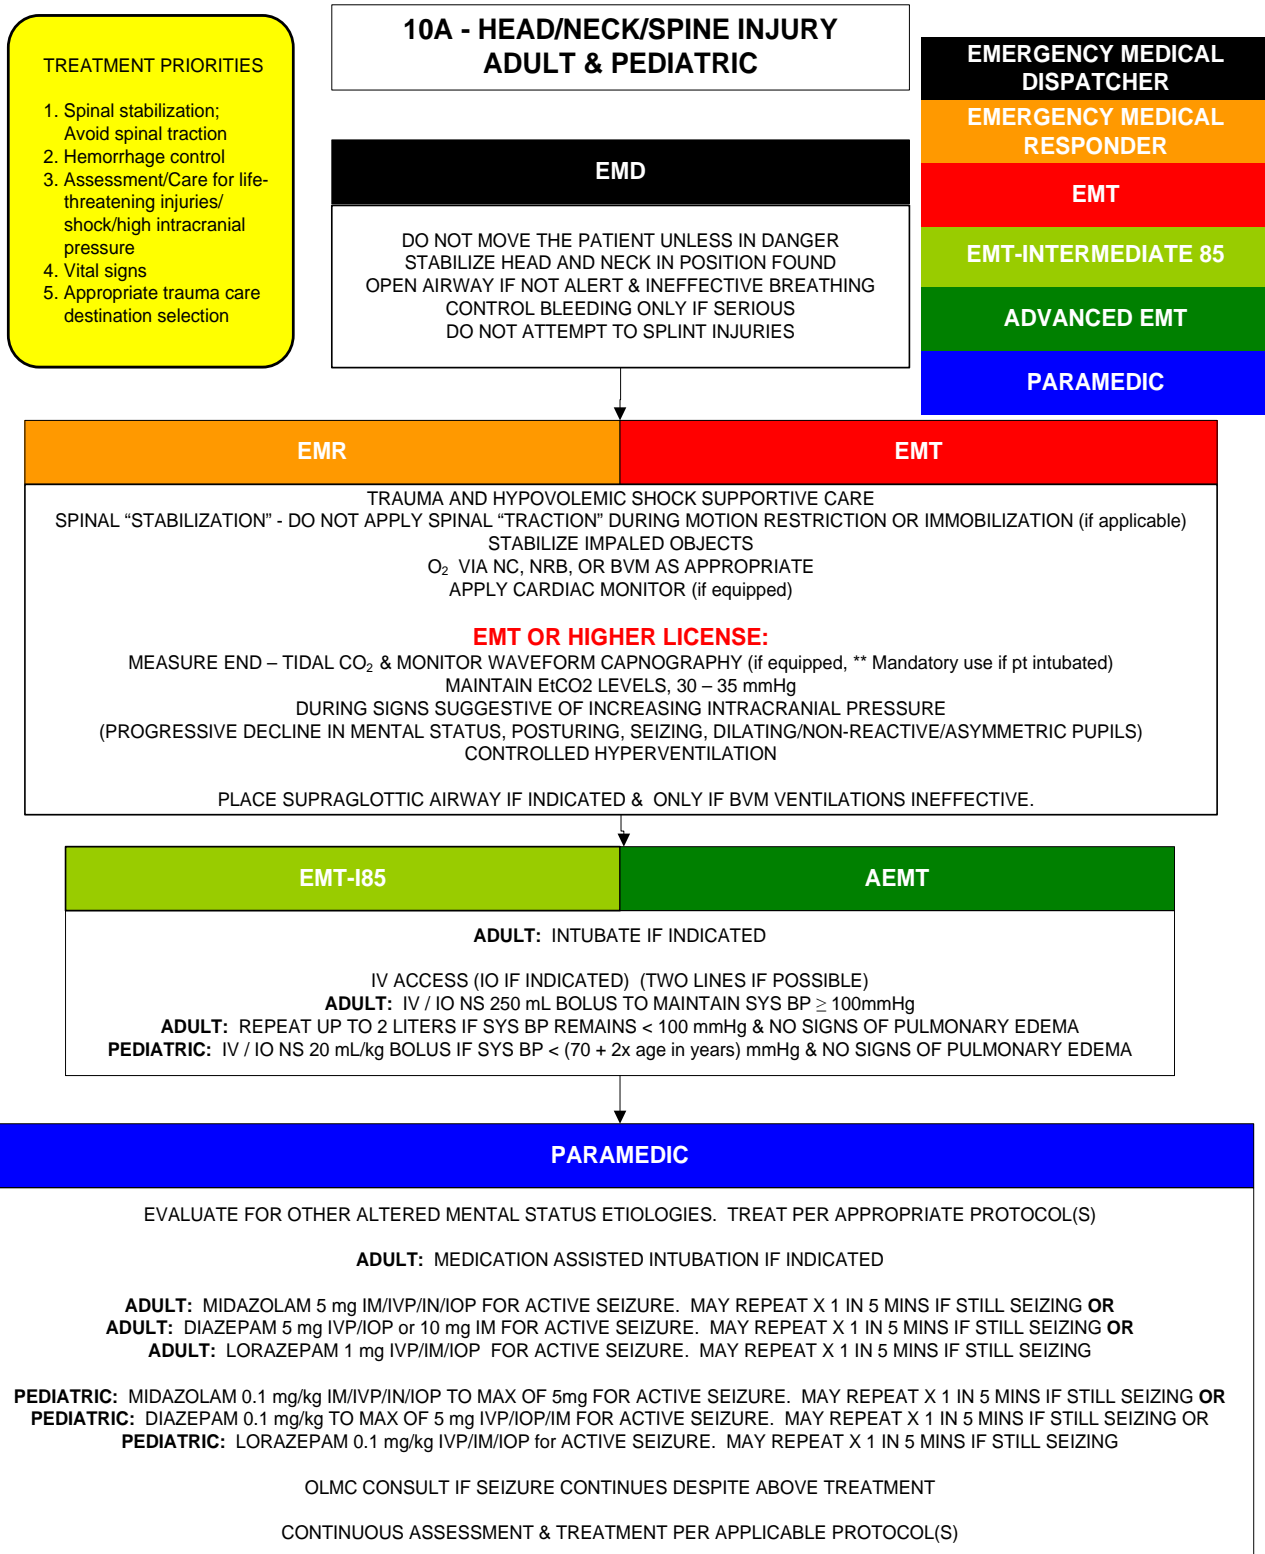 TREATMENT PRIORITIES
1. Spinal stabilization;
Avoid spinal traction
2. Hemorrhage control
3. Assessment/Care for life-
threatening injuries/
shock/high intracranial
pressure
4. Vital signs
5. Appropriate trauma care
destination selection
10A - HEAD/NECK/SPINE INJURY
ADULT & PEDIATRIC
EMERGENCY MEDICAL
DISPATCHER
EMERGENCY MEDICAL
RESPONDER
EMT
EMT-INTERMEDIATE 85
ADVANCED EMT
PARAMEDIC
EMD
DO NOT MOVE THE PATIENT UNLESS IN DANGER
STABILIZE HEAD AND NECK IN POSITION FOUND
OPEN AIRWAY IF NOT ALERT & INEFFECTIVE BREATHING
CONTROL BLEEDING ONLY IF SERIOUS
DO NOT ATTEMPT TO SPLINT INJURIES
EMR
EMT
TRAUMA AND HYPOVOLEMIC SHOCK SUPPORTIVE CARE
SPINAL “STABILIZATION” - DO NOT APPLY SPINAL “TRACTION” DURING MOTION RESTRICTION OR IMMOBILIZATION (if applicable)
STABILIZE IMPALED OBJECTS
O₂ VIA NC, NRB, OR BVM AS APPROPRIATE
APPLY CARDIAC MONITOR (if equipped)
EMT OR HIGHER LICENSE:
MEASURE END – TIDAL CO₂ & MONITOR WAVEFORM CAPNOGRAPHY (if equipped, ** Mandatory use if pt intubated)
MAINTAIN EtCO2 LEVELS, 30 – 35 mmHg
DURING SIGNS SUGGESTIVE OF INCREASING INTRACRANIAL PRESSURE
(PROGRESSIVE DECLINE IN MENTAL STATUS, POSTURING, SEIZING, DILATING/NON-REACTIVE/ASYMMETRIC PUPILS)
CONTROLLED HYPERVENTILATION
PLACE SUPRAGLOTTIC AIRWAY IF INDICATED & ONLY IF BVM VENTILATIONS INEFFECTIVE.
EMT-I85
AEMT
ADULT: INTUBATE IF INDICATED
IV ACCESS (IO IF INDICATED) (TWO LINES IF POSSIBLE)
ADULT: IV / IO NS 250 mL BOLUS TO MAINTAIN SYS BP ≥ 100mmHg
ADULT: REPEAT UP TO 2 LITERS IF SYS BP REMAINS < 100 mmHg & NO SIGNS OF PULMONARY EDEMA
PEDIATRIC: IV / IO NS 20 mL/kg BOLUS IF SYS BP < (70 + 2x age in years) mmHg & NO SIGNS OF PULMONARY EDEMA
PARAMEDIC
EVALUATE FOR OTHER ALTERED MENTAL STATUS ETIOLOGIES. TREAT PER APPROPRIATE PROTOCOL(S)
ADULT: MEDICATION ASSISTED INTUBATION IF INDICATED
ADULT: MIDAZOLAM 5 mg IM/IVP/IN/IOP FOR ACTIVE SEIZURE. MAY REPEAT X 1 IN 5 MINS IF STILL SEIZING OR
ADULT: DIAZEPAM 5 mg IVP/IOP or 10 mg IM FOR ACTIVE SEIZURE. MAY REPEAT X 1 IN 5 MINS IF STILL SEIZING OR
ADULT: LORAZEPAM 1 mg IVP/IM/IOP FOR ACTIVE SEIZURE. MAY REPEAT X 1 IN 5 MINS IF STILL SEIZING
PEDIATRIC: MIDAZOLAM 0.1 mg/kg IM/IVP/IN/IOP TO MAX OF 5mg FOR ACTIVE SEIZURE. MAY REPEAT X 1 IN 5 MINS IF STILL SEIZING OR
PEDIATRIC: DIAZEPAM 0.1 mg/kg TO MAX OF 5 mg IVP/IOP/IM FOR ACTIVE SEIZURE. MAY REPEAT X 1 IN 5 MINS IF STILL SEIZING OR
PEDIATRIC: LORAZEPAM 0.1 mg/kg IVP/IM/IOP for ACTIVE SEIZURE. MAY REPEAT X 1 IN 5 MINS IF STILL SEIZING
OLMC CONSULT IF SEIZURE CONTINUES DESPITE ABOVE TREATMENT
CONTINUOUS ASSESSMENT & TREATMENT PER APPLICABLE PROTOCOL(S)